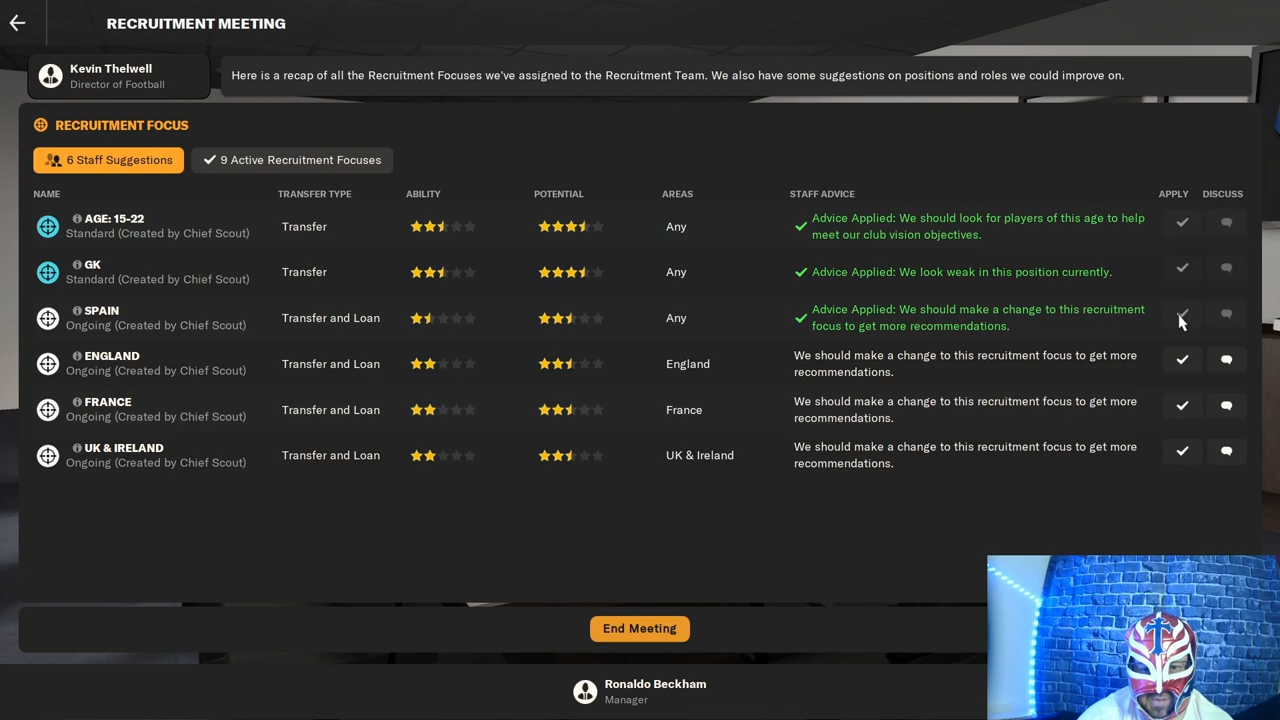 RECRUITMENT MEETING
Kevin Thelwell
Director of Football
Here is a recap of all the Recruitment Focuses we've assigned to the Recruitment Team. We also have some suggestions on positions and roles we could improve on.
RECRUITMENT FOCUS
6 Staff Suggestions
9 Active Recruitment Focuses
NAME TRANSFER TYPE ABILITY POTENTIAL AREAS STAFF ADVICE APPLY DISCUSS
AGE: 15-22
Standard (Created by Chief Scout)
Transfer
Any
Advice Applied: We should look for players of this age to help
meet our club vision objectives.
GK
Standard (Created by Chief Scout)
Transfer
Any
Advice Applied: We look weak in this position currently.
SPAIN
Ongoing (Created by Chief Scout)
Transfer and Loan
Any
Advice Applied: We should make a change to this recruitment
focus to get more recommendations.
ENGLAND
Ongoing (Created by Chief Scout)
Transfer and Loan
England
We should make a change to this recruitment focus to get more
recommendations.
FRANCE
Ongoing (Created by Chief Scout)
Transfer and Loan
France
We should make a change to this recruitment focus to get more
recommendations.
UK & IRELAND
Ongoing (Created by Chief Scout)
Transfer and Loan
UK & Ireland
We should make a change to this recruitment focus to get more
recommendations.
End Meeting
Ronaldo Beckham
Manager